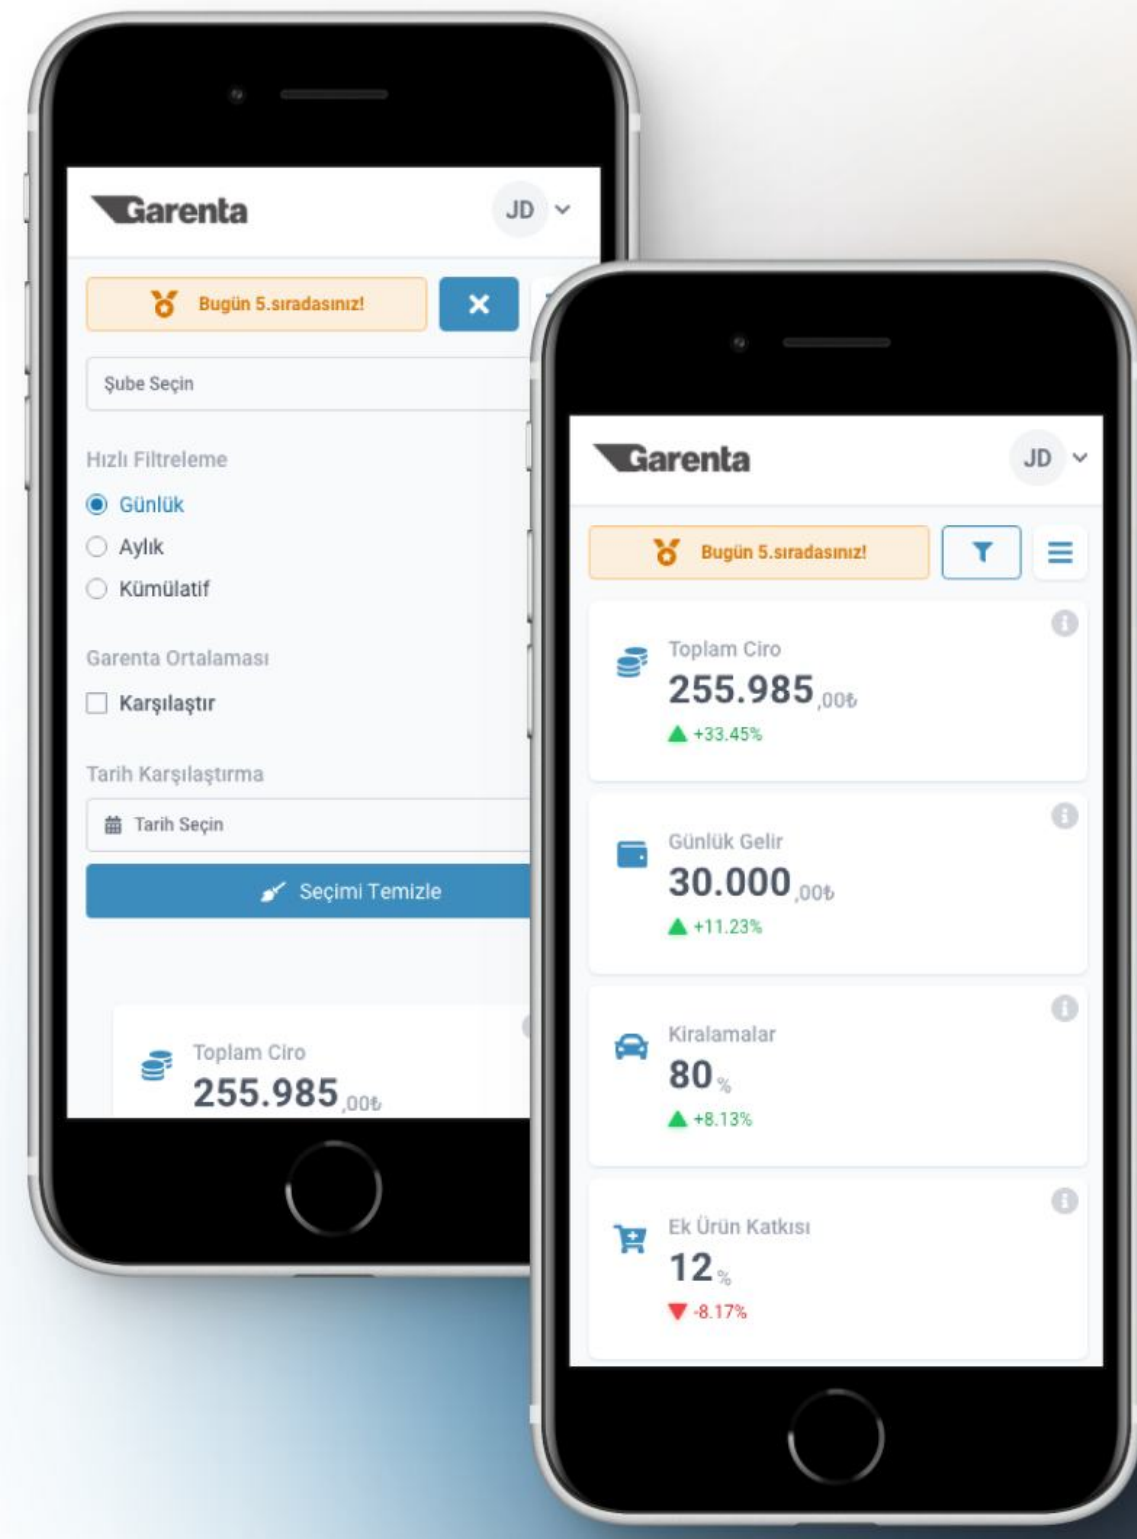 Garenta
JD
Bugün 5.sıradasınız!
Şube Seçin
Hızlı Filtreleme
Günlük
Aylık
Kümülatif
Garenta Ortalaması
Karşılaştır
Tarih Karşılaştırma
Tarih Seçin
Seçimi Temizle
Toplam Ciro
255.985,00₺
Garenta
JD
Bugün 5.sıradasınız!
Toplam Ciro
255.985,00₺
+33.45%
Günlük Gelir
30.000,00₺
+11.23%
Kiralamalar
80%
+8.13%
Ek Ürün Katkısı
12%
-8.17%